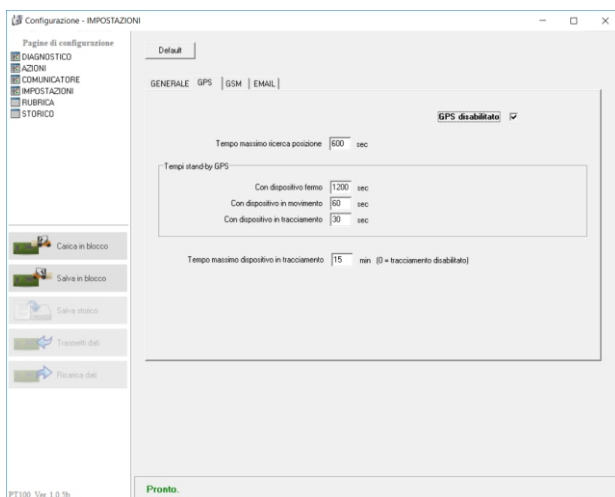 Configurazione - IMPOSTAZIONI
Pagine di configurazione
DIAGNOSTICO
AZIONI
COMUNICATORE
IMPOSTAZIONI
RUBRICA
STORICO
Carica in blocco
Salva in blocco
Salva storico
Trasmetti dati
Ricarica dati
PT100 Ver. 1.0.5b
Default
GENERALE GPS GSM EMAIL
GPS disabilitato
Tempo massimo ricerca posizione 600 sec
Tempi stand-by GPS
Con dispositivo fermo 1200 sec
Con dispositivo in movimento 60 sec
Con dispositivo in tracciamento 30 sec
Tempo massimo dispositivo in tracciamento 15 min (0 = tracciamento disabilitato)
Pronto.